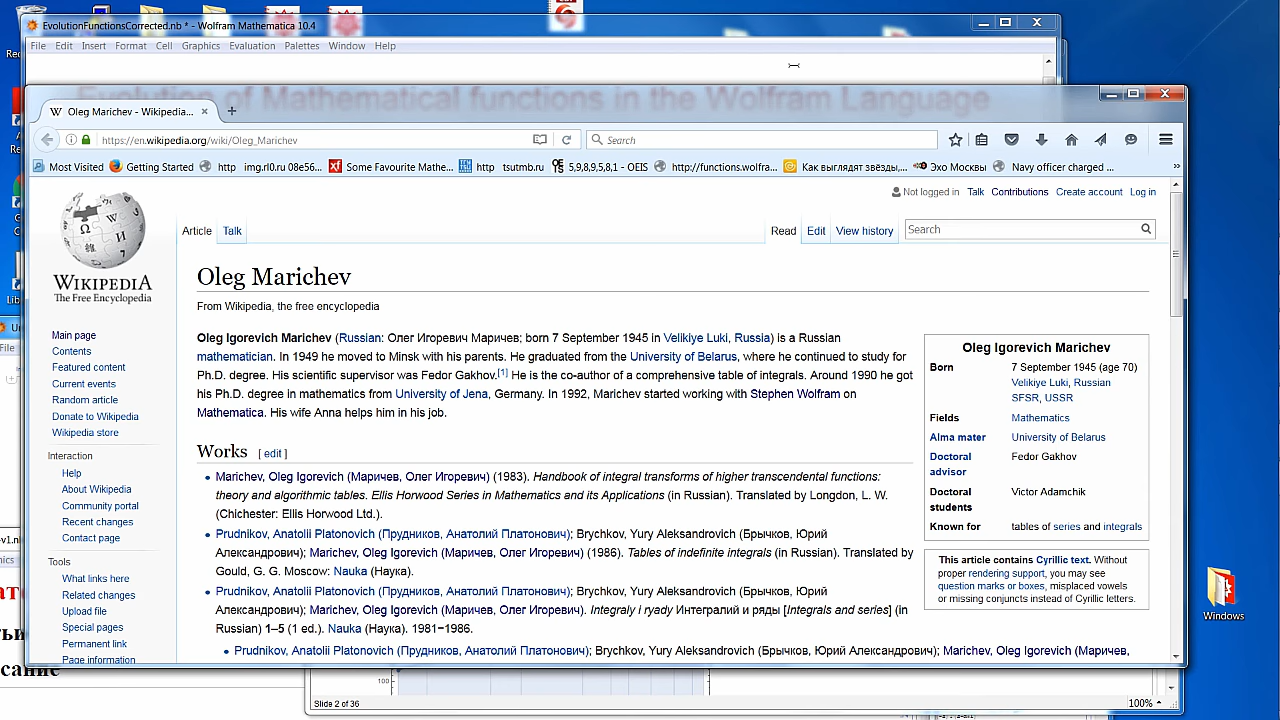 EvolutionFunctionsCorrected.nb * - Wolfram Mathematica 10.4
File Edit Insert Format Cell Graphics Evaluation Palettes Window Help
Evolution of Mathematical functions in the Wolfram Language
Oleg Marichev - Wikipedia...
https://en.wikipedia.org/wiki/Oleg_Marichev
Search
Most Visited Getting Started http img.rl0.ru 08e56... Some Favourite Mathe... http tsutmb.ru 5,9,8,9,5,8,1 - OEIS http://functions.wolfra... Как выглядят звёзды,... Эхо Москвы Navy officer charged ...
Not logged in Talk Contributions Create account Log in
Article Talk Read Edit View history Search
WIKIPEDIA
The Free Encyclopedia
Main page
Contents
Featured content
Current events
Random article
Donate to Wikipedia
Wikipedia store
Interaction
Help
About Wikipedia
Community portal
Recent changes
Contact page
Tools
What links here
Related changes
Upload file
Special pages
Permanent link
Page information
Oleg Marichev
From Wikipedia, the free encyclopedia
Oleg Igorevich Marichev (Russian: Олег Игоревич Маричев; born 7 September 1945 in Velikiye Luki, Russia) is a Russian
mathematician. In 1949 he moved to Minsk with his parents. He graduated from the University of Belarus, where he continued to study for
Ph.D. degree. His scientific supervisor was Fedor Gakhov.[1] He is the co-author of a comprehensive table of integrals. Around 1990 he got
his Ph.D. degree in mathematics from University of Jena, Germany. In 1992, Marichev started working with Stephen Wolfram on
Mathematica. His wife Anna helps him in his job.
Works [ edit ]
• Marichev, Oleg Igorevich (Маричев, Олег Игоревич) (1983). Handbook of integral transforms of higher transcendental functions:
theory and algorithmic tables. Ellis Horwood Series in Mathematics and its Applications (in Russian). Translated by Longdon, L. W.
(Chichester: Ellis Horwood Ltd.).
• Prudnikov, Anatolii Platonovich (Прудников, Анатолий Платонович); Brychkov, Yury Aleksandrovich (Брычков, Юрий
Александрович); Marichev, Oleg Igorevich (Маричев, Олег Игоревич) (1986). Tables of indefinite integrals (in Russian). Translated by
Gould, G. G. Moscow: Nauka (Наука).
• Prudnikov, Anatolii Platonovich (Прудников, Анатолий Платонович); Brychkov, Yury Aleksandrovich (Брычков, Юрий
Александрович); Marichev, Oleg Igorevich (Маричев, Олег Игоревич). Integraly i ryady Интегралий и ряды [Integrals and series] (in
Russian) 1–5 (1 ed.). Nauka (Наука). 1981−1986.
• Prudnikov, Anatolii Platonovich (Прудников, Анатолий Платонович); Brychkov, Yury Aleksandrovich (Брычков, Юрий Александрович); Marichev, Oleg Igorevich (Маричев,
Oleg Igorevich Marichev
Born 7 September 1945 (age 70)
Velikiye Luki, Russian
SFSR, USSR
Fields Mathematics
Alma mater University of Belarus
Doctoral advisor Fedor Gakhov
Doctoral students Victor Adamchik
Known for tables of series and integrals
This article contains Cyrillic text. Without
proper rendering support, you may see
question marks or boxes, misplaced vowels
or missing conjuncts instead of Cyrillic letters.
Windows
100
Slide 2 of 36 100%